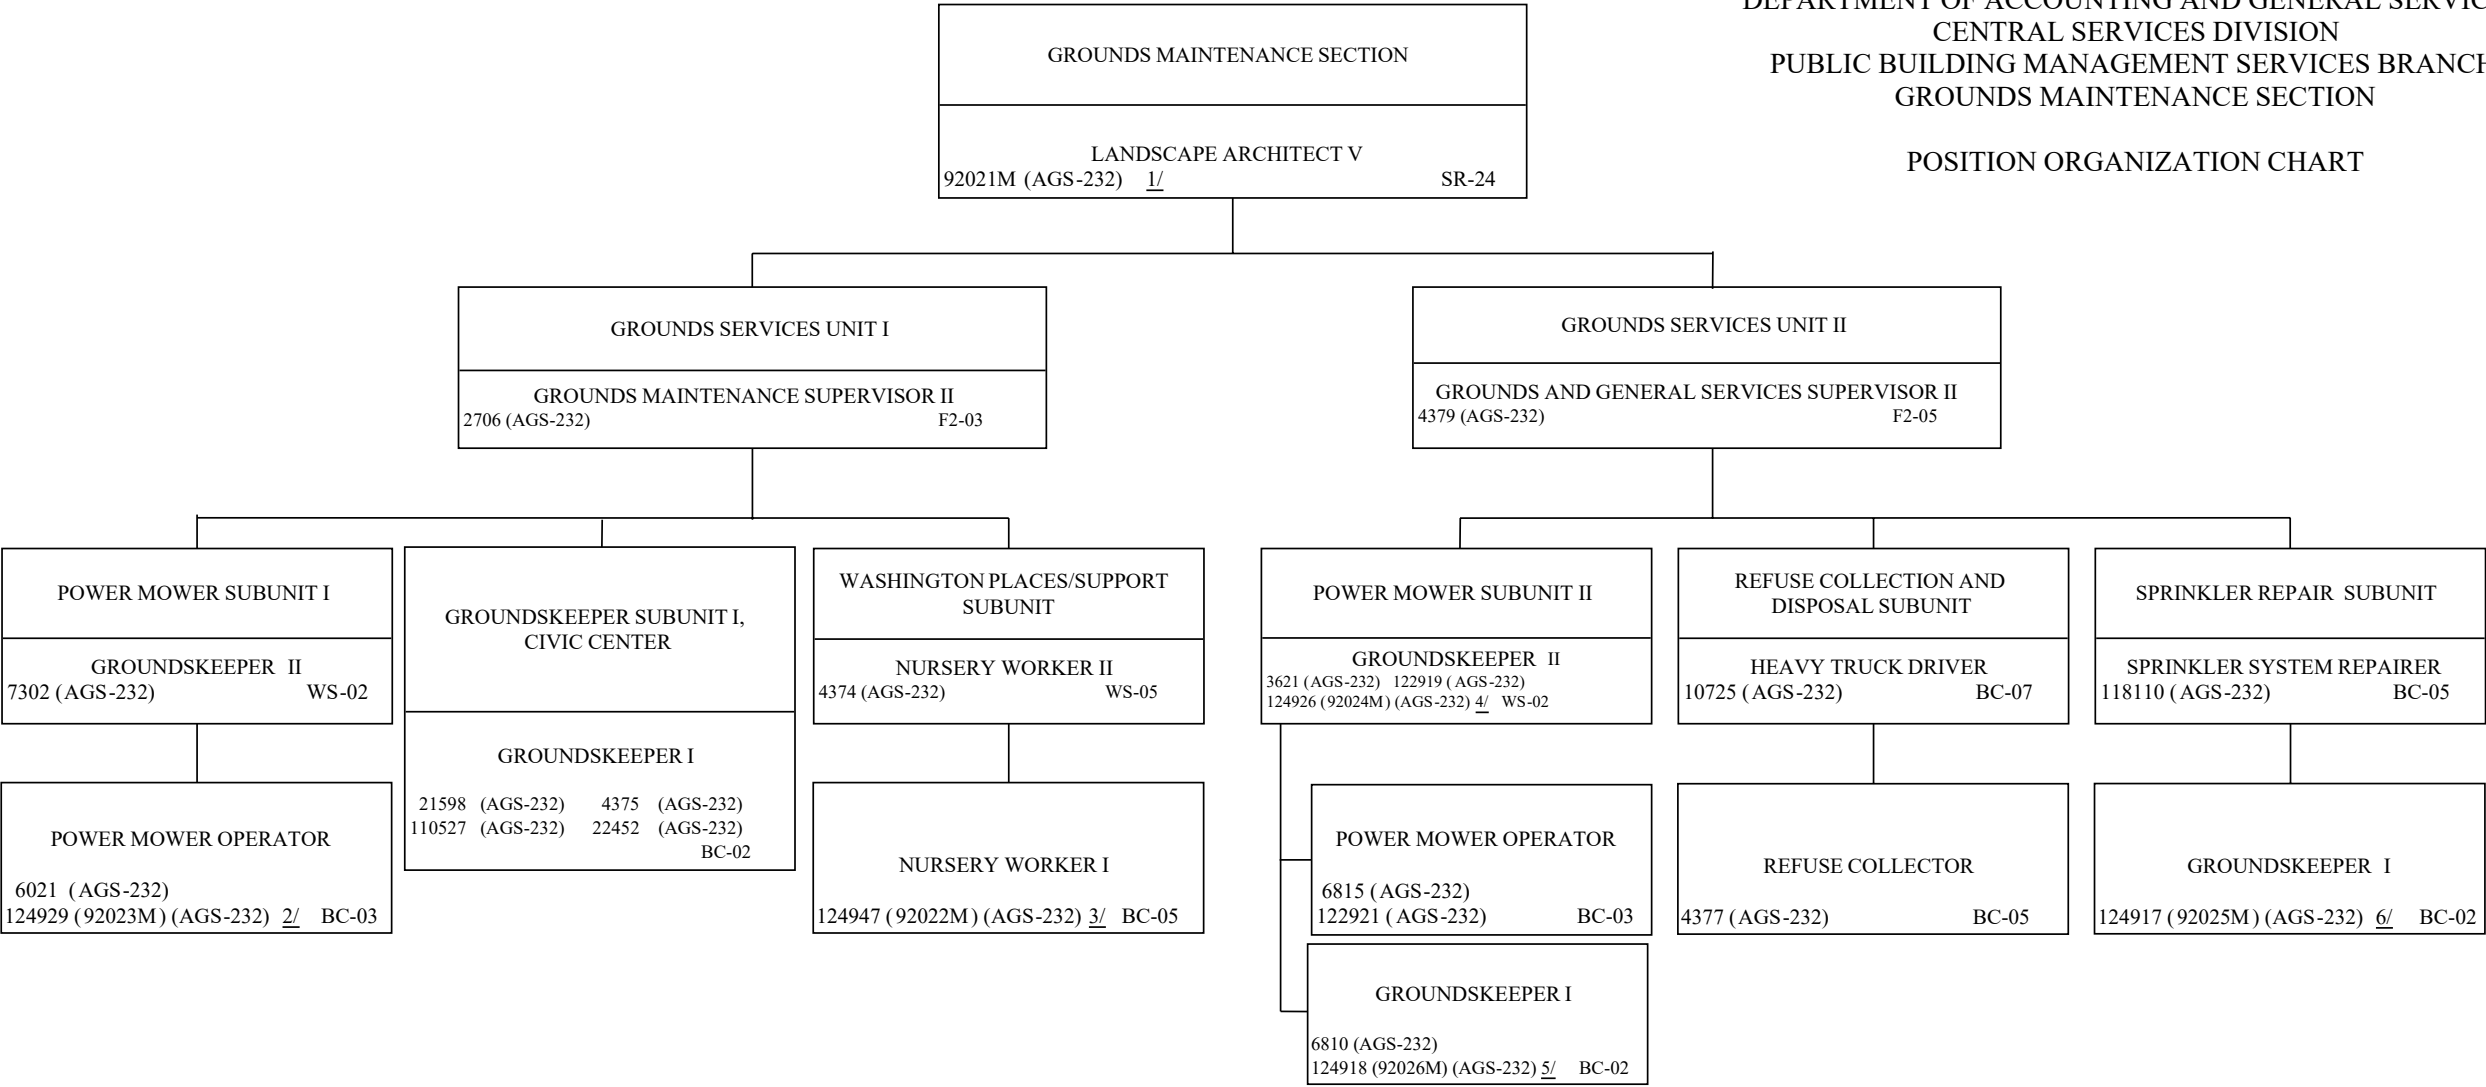 DEPARTMENT OF ACCOUNTING AND GENERAL
CENTRAL SERVICES DIVISION
PUBLIC BUILDING MANAGEMENT SERVICES BRANCH
GROUNDS MAINTENANCE SECTION
POSITION ORGANIZATION CHART
GROUNDS MAINTENANCE SECTION
LANDSCAPE ARCHITECT V
92021M (AGS-232) 1/ SR-24
GROUNDS SERVICES UNIT I
GROUNDS MAINTENANCE SUPERVISOR II
2706 (AGS-232) F2-03
GROUNDS SERVICES UNIT II
GROUNDS AND GENERAL SERVICES SUPERVISOR II
4379 (AGS-232) F2-05
POWER MOWER SUBUNIT I
GROUNDSKEEPER II
7302 (AGS-232) WS-02
POWER MOWER OPERATOR
6021 (AGS-232)
124929 (92023M) (AGS-232) 2/ BC-03
GROUNDSKEEPER SUBUNIT I,
CIVIC CENTER
GROUNDSKEEPER I
21598 (AGS-232) 4375 (AGS-232)
110527 (AGS-232) 22452 (AGS-232)
BC-02
WASHINGTON PLACES/SUPPORT
SUBUNIT
NURSERY WORKER II
4374 (AGS-232) WS-05
NURSERY WORKER I
124947 (92022M) (AGS-232) 3/ BC-05
POWER MOWER SUBUNIT II
GROUNDSKEEPER II
3621 (AGS-232) 122919 (AGS-232)
124926 (92024M) (AGS-232) 4/ WS-02
POWER MOWER OPERATOR
6815 (AGS-232)
122921 (AGS-232) BC-03
GROUNDSKEEPER I
6810 (AGS-232)
124918 (92026M) (AGS-232) 5/ BC-02
REFUSE COLLECTION AND
DISPOSAL SUBUNIT
HEAVY TRUCK DRIVER
10725 (AGS-232) BC-07
REFUSE COLLECTOR
4377 (AGS-232) BC-05
SPRINKLER REPAIR SUBUNIT
SPRINKLER SYSTEM REPAIRER
118110 (AGS-232) BC-05
GROUNDSKEEPER I
124917 (92025M) (AGS-232) 6/ BC-02